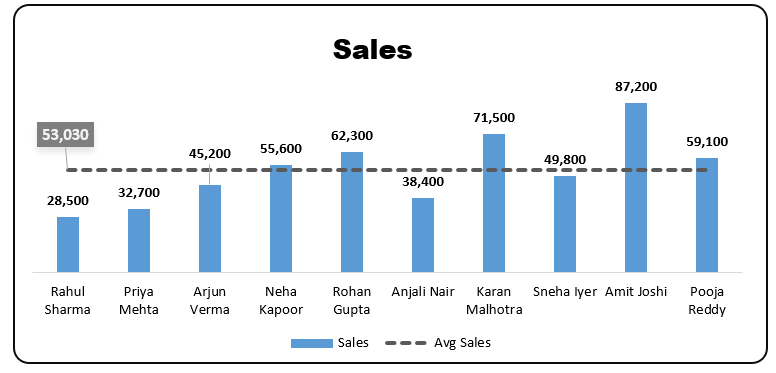 Sales
87,200
71,500
62,300
59,100
55,600
53,030
45,200
49,800
38,400
32,700
28,500
Rahul Sharma
Priya Mehta
Arjun Verma
Neha Kapoor
Rohan Gupta
Anjali Nair
Karan Malhotra
Sneha Iyer
Amit Joshi
Pooja Reddy
Sales
Avg Sales